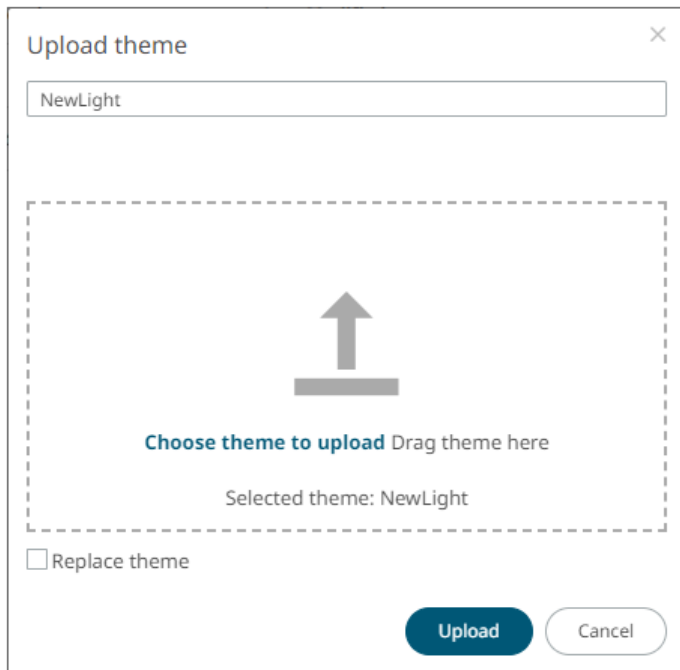 Upload theme
NewLight
Choose theme to upload Drag theme here
Selected theme: NewLight
Replace theme
Upload
Cancel